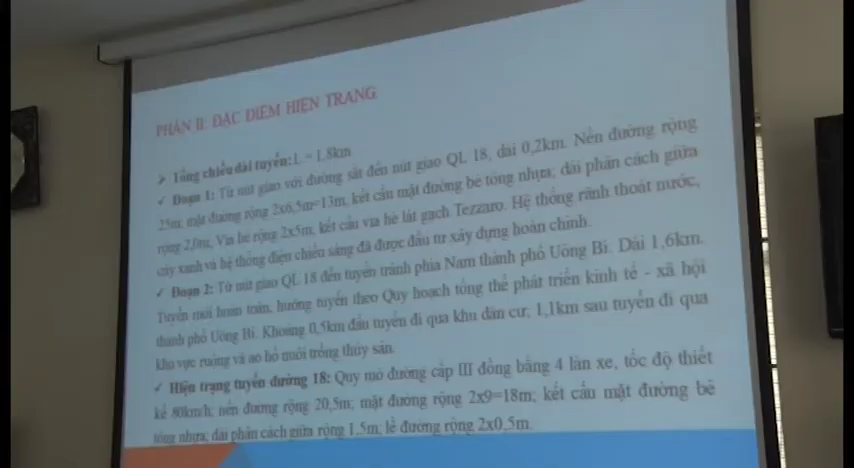 PHẦN II: ĐẶC ĐIỂM HIỆN TRẠNG
➢ Tổng chiều dài tuyến: L = 1,8km
✓ Đoạn 1: Từ nút giao với đường sắt đến nút giao QL 18, dài 0,2km. Nền đường rộng
25m; mặt đường rộng 2x6,5m=13m, kết cấu mặt đường bê tông nhựa; dải phân cách giữa
rộng 2,0m; Vỉa hè rộng 2x5m, kết cấu vỉa hè lát gạch Tezzaro. Hệ thống rãnh thoát nước,
cây xanh và hệ thống điện chiếu sáng đã được đầu tư xây dựng hoàn chỉnh.
✓ Đoạn 2: Từ nút giao QL 18 đến tuyến tránh phía Nam thành phố Uông Bí. Dài 1,6km.
Tuyến mới hoàn toàn, hướng tuyến theo Quy hoạch tổng thể phát triển kinh tế - xã hội
thành phố Uông Bí. Khoảng 0,5km đầu tuyến đi qua khu dân cư; 1,1km sau tuyến đi qua
khu vực ruộng và ao hồ nuôi trồng thủy sản.
✓ Hiện trạng tuyến đường 18: Quy mô đường cấp III đồng bằng 4 làn xe, tốc độ thiết
kế 80km/h; nền đường rộng 20,5m; mặt đường rộng 2x9=18m; kết cấu mặt đường bê
tông nhựa; dải phân cách giữa rộng 1,5m; lề đường rộng 2x0,5m.